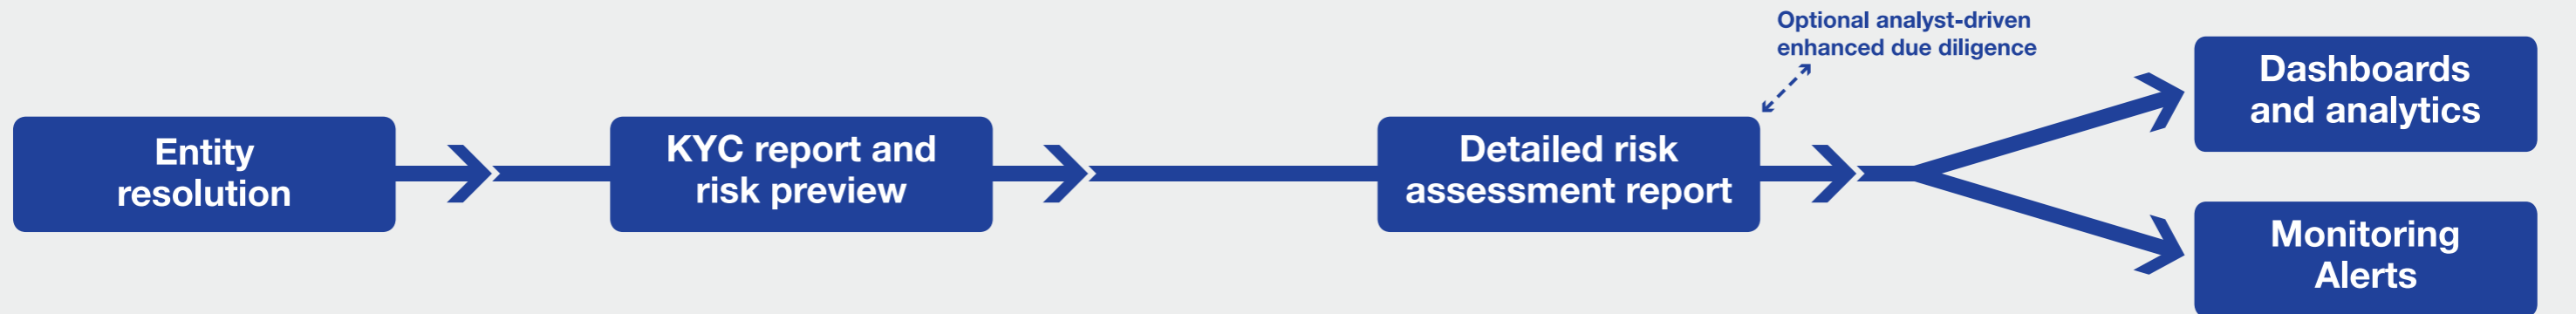 Entity
resolution
KYC report and
risk preview
Detailed risk
assessment report
Optional analyst-driven
enhanced due diligence
Dashboards
and analytics
Monitoring
Alerts